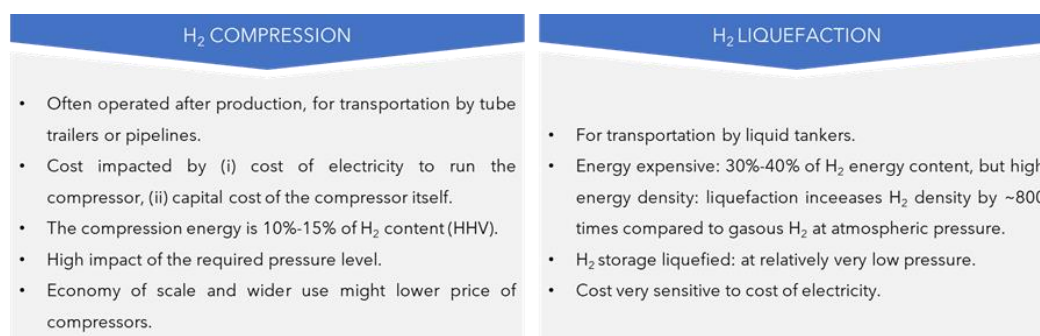 H₂ COMPRESSION
• Often operated after production, for transportation by tube
trailers or pipelines.
• Cost impacted by (i) cost of electricity to run the
compressor, (ii) capital cost of the compressor itself.
• The compression energy is 10%-15% of H₂ content (HHV).
• High impact of the required pressure level.
• Economy of scale and wider use might lower price of
compressors.
H₂ LIQUEFACTION
• For transportation by liquid tankers.
• Energy expensive: 30%-40% of H₂ energy content, but high
energy density: liquefaction inceeases H₂ density by ~800
times compared to gasous H₂ at atmospheric pressure.
• H₂ storage liquefied: at relatively very low pressure.
• Cost very sensitive to cost of electricity.